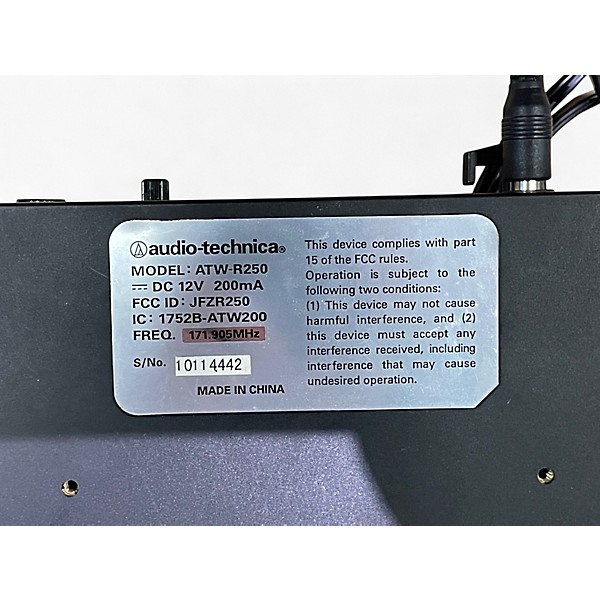 audio-technica®
MODEL: ATW-R250
DC 12V 200mA
FCC ID: JFZR250
IC: 1752B-ATW200
FREQ. 171.905MHz
S/No. 10114442
MADE IN CHINA
This device complies with part
15 of the FCC rules.
Operation is subject to the
following two conditions:
(1) This device may not cause
harmful interference, and (2)
this device must accept any
interference received, including
interference that may cause
undesired operation.